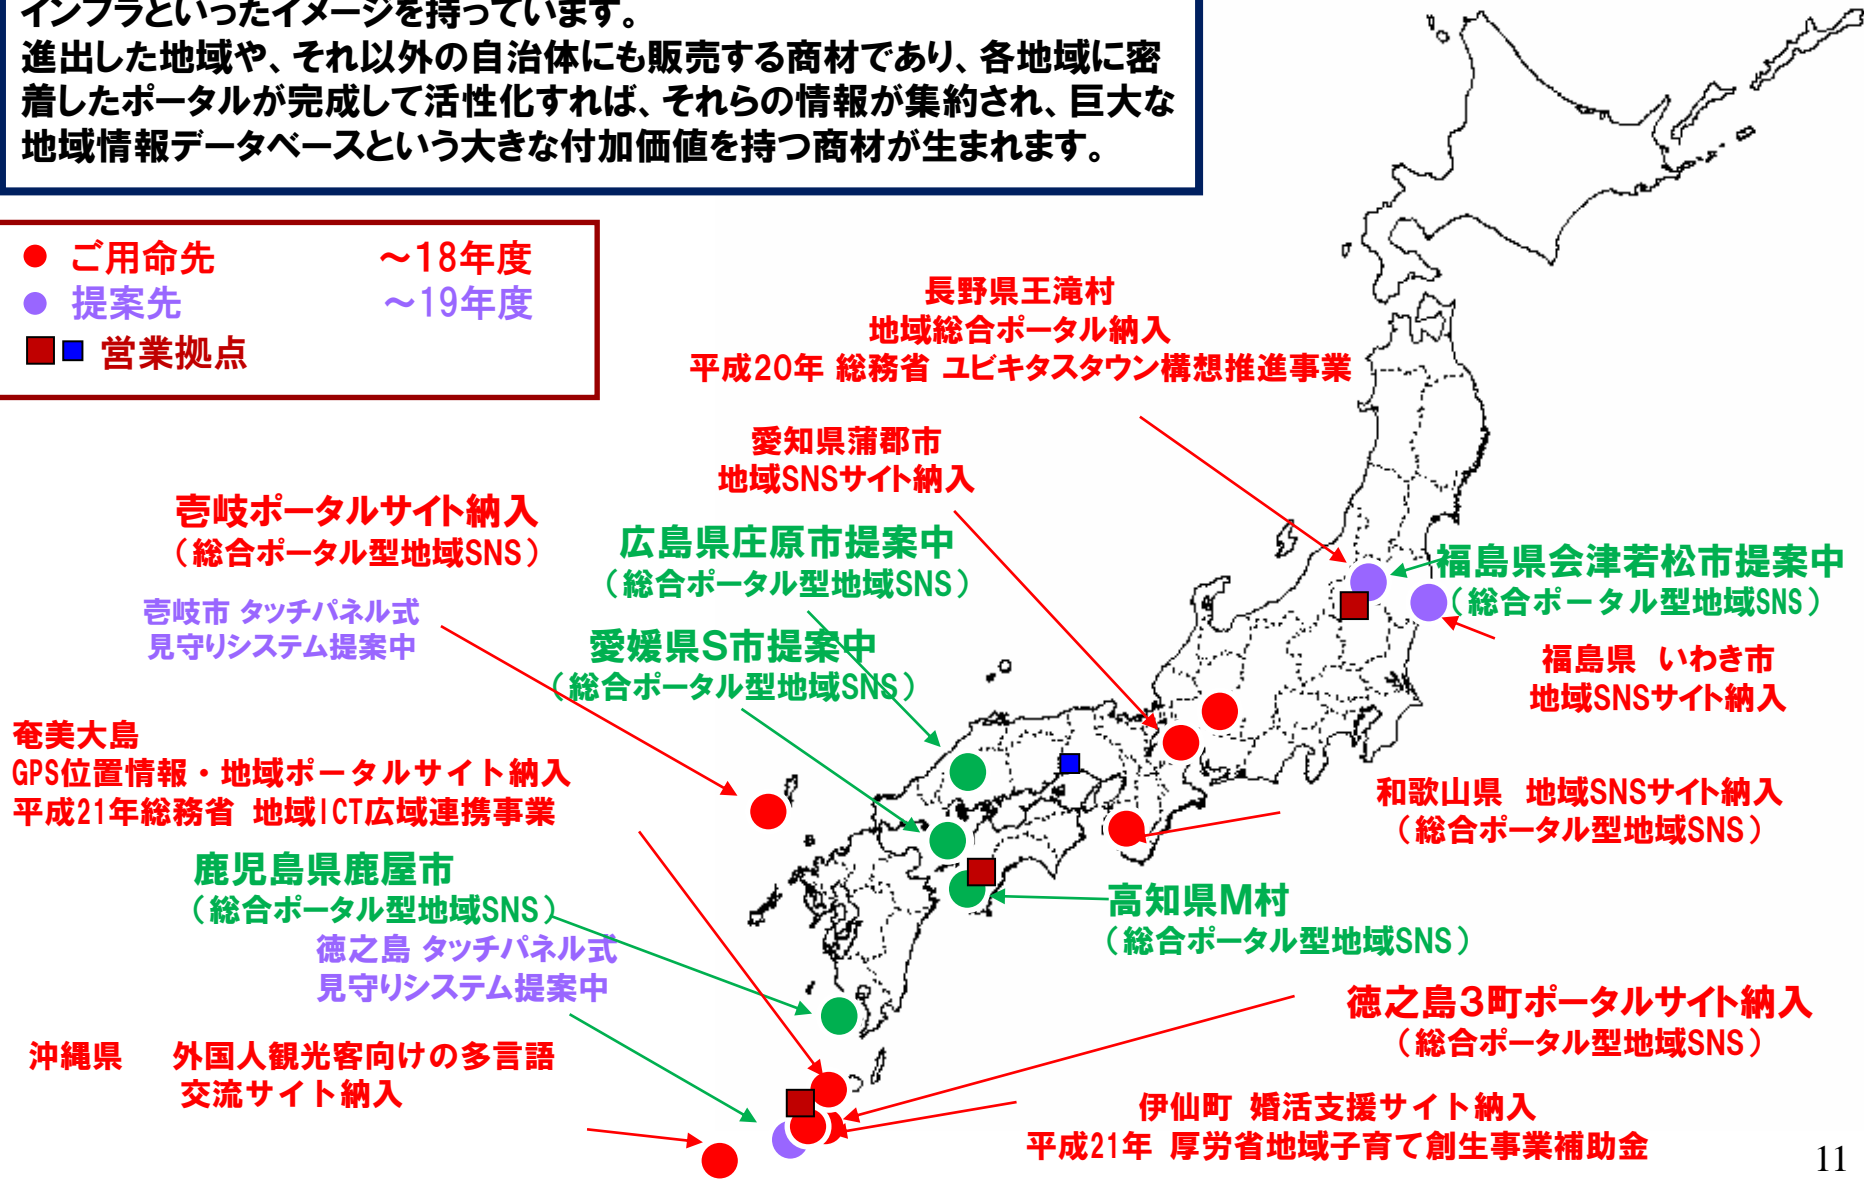 インフラといったイメージを持っています。
進出した地域や、それ以外の自治体にも販売する商材であり、各地域に密
着したポータルが完成して活性化すれば、それらの情報が集約され、巨大な
地域情報データベースという大きな付加価値を持つ商材が生まれます。
ご用命先 ～18年度
提案先 ～19年度
営業拠点
長野県王滝村
地域総合ポータル納入
平成20年 総務省 ユビキタスタウン構想推進事業
愛知県蒲郡市
地域SNSサイト納入
壱岐ポータルサイト納入
（総合ポータル型地域SNS）
広島県庄原市提案中
（総合ポータル型地域SNS）
福島県会津若松市提案中
（総合ポータル型地域SNS）
壱岐市 タッチパネル式
見守りシステム提案中
愛媛県S市提案中
（総合ポータル型地域SNS）
福島県 いわき市
地域SNSサイト納入
奄美大島
GPS位置情報・地域ポータルサイト納入
平成21年総務省 地域ICT広域連携事業
和歌山県 地域SNSサイト納入
（総合ポータル型地域SNS）
鹿児島県鹿屋市
（総合ポータル型地域SNS）
高知県M村
（総合ポータル型地域SNS）
徳之島 タッチパネル式
見守りシステム提案中
徳之島3町ポータルサイト納入
（総合ポータル型地域SNS）
沖縄県 外国人観光客向けの多言語
交流サイト納入
伊仙町 婚活支援サイト納入
平成21年 厚労省地域子育て創生事業補助金
11